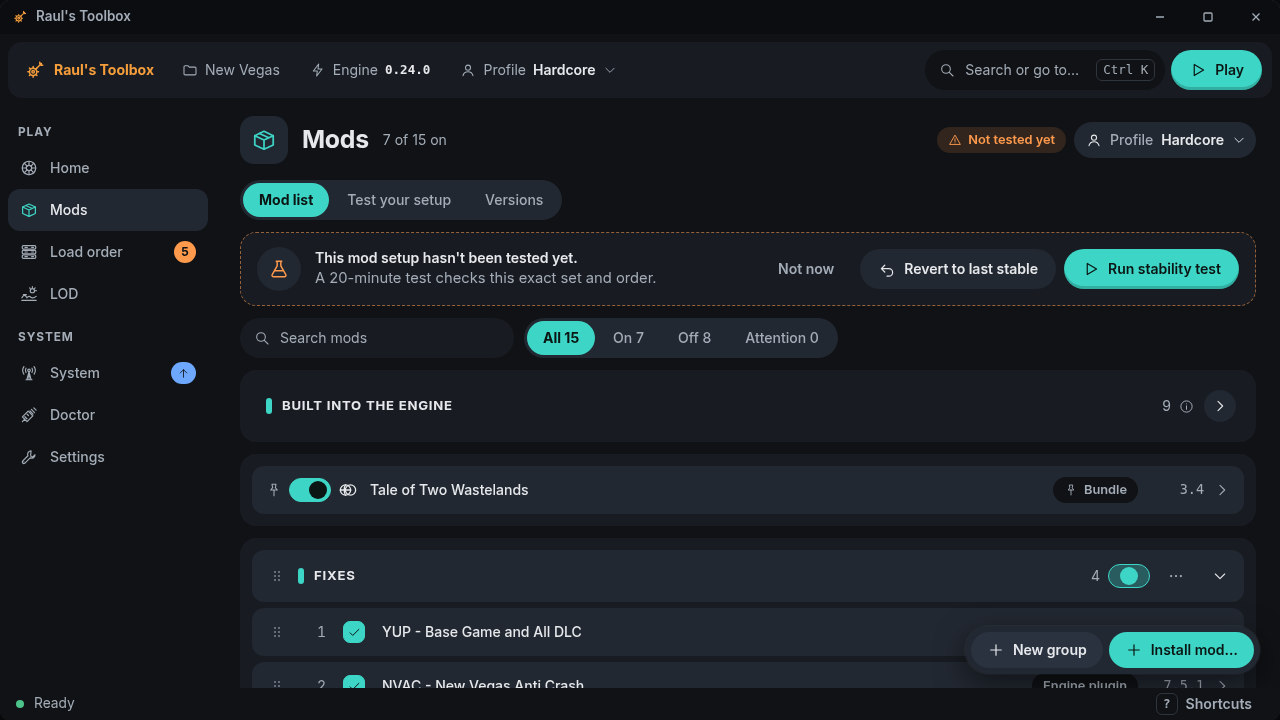 Raul's Toolbox
Raul's Toolbox
New Vegas
Engine 0.24.0
Profile Hardcore
Search or go to...
Ctrl K
Play
PLAY
Home
Mods
Load order
5
LOD
SYSTEM
System
Doctor
Settings
Mods
7 of 15 on
Not tested yet
Profile Hardcore
Mod list
Test your setup
Versions
This mod setup hasn't been tested yet.
A 20-minute test checks this exact set and order.
Not now
Revert to last stable
Run stability test
Search mods
All 15
On 7
Off 8
Attention 0
BUILT INTO THE ENGINE
9
Tale of Two Wastelands
Bundle
3.4
FIXES
4
1
YUP - Base Game and All DLC
2
NVAC - New Vegas Anti Crash
Engine plugin
7.5.1
New group
Install mod...
Ready
? Shortcuts